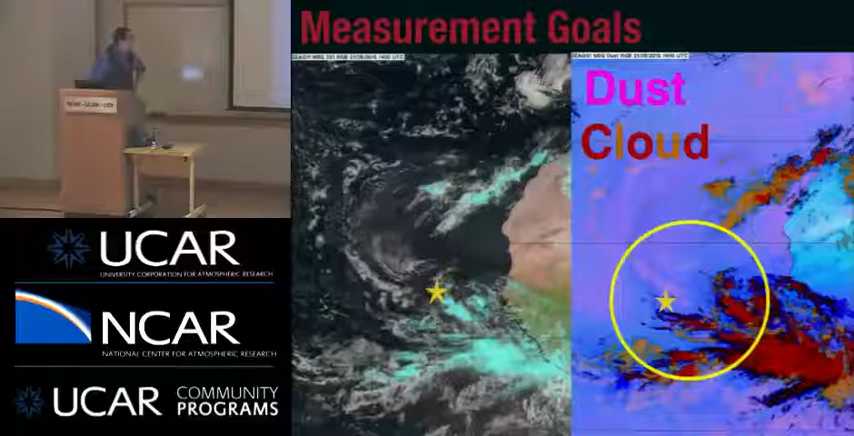 Measurement Goals
Dust
Cloud
UCAR
UNIVERSITY CORPORATION FOR ATMOSPHERIC RESEARCH
NCAR
NATIONAL CENTER FOR ATMOSPHERIC RESEARCH
UCAR COMMUNITY
PROGRAMS